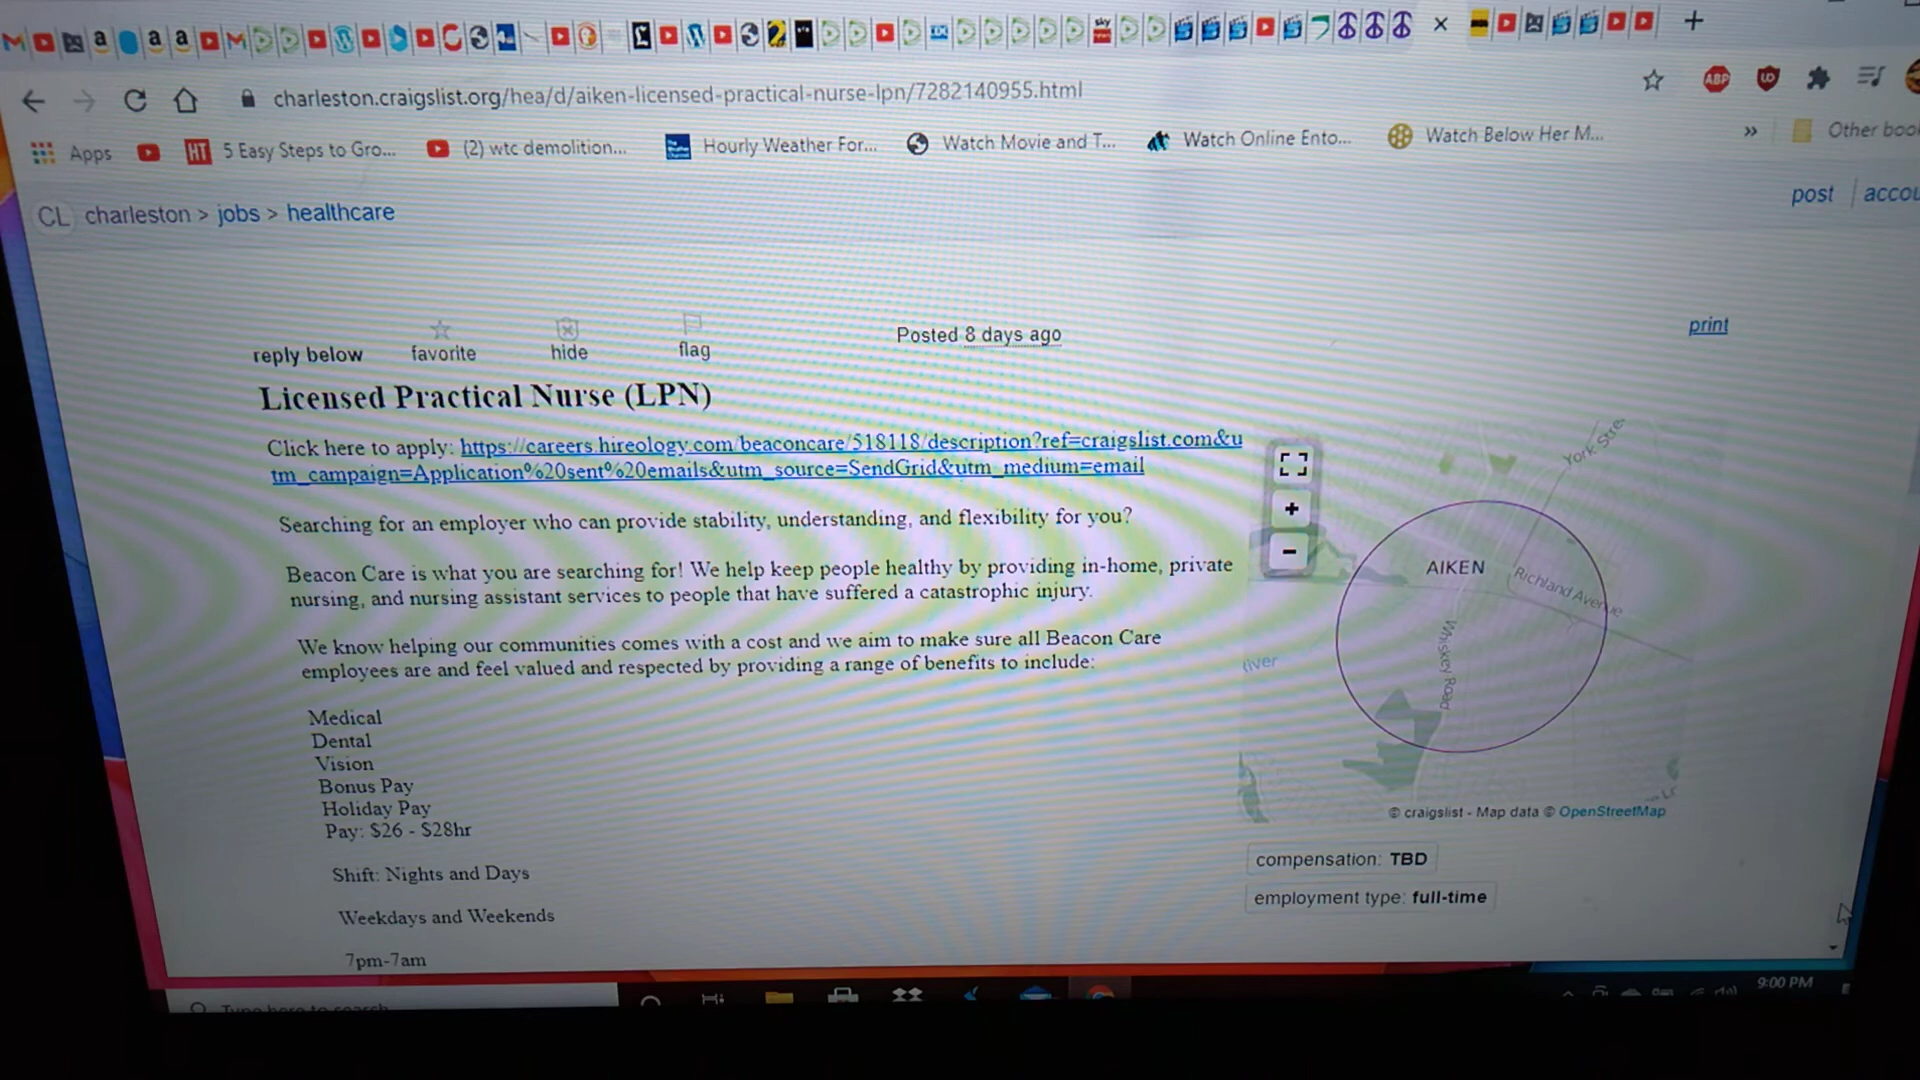 charleston.craigslist.org/hea/d/aiken-licensed-practical-nurse-lpn/7282140955.html
Apps
HT 5 Easy Steps to Gro...
(2) wtc demolition...
Hourly Weather For...
Watch Movie and T...
Watch Online Ento...
Watch Below Her M...
»
Other boo
CL charleston > jobs > healthcare
post
accou
reply below
favorite
hide
flag
Posted 8 days ago
print
Licensed Practical Nurse (LPN)
Click here to apply: https://careers.hireology.com/beaconcare/518118/description?ref=craigslist.com&u
tm_campaign=Application%20sent%20emails&utm_source=SendGrid&utm_medium=email
Searching for an employer who can provide stability, understanding, and flexibility for you?
Beacon Care is what you are searching for! We help keep people healthy by providing in-home, private
nursing, and nursing assistant services to people that have suffered a catastrophic injury.
We know helping our communities comes with a cost and we aim to make sure all Beacon Care
employees are and feel valued and respected by providing a range of benefits to include:
Medical
Dental
Vision
Bonus Pay
Holiday Pay
Pay: $26 - $28hr
Shift: Nights and Days
Weekdays and Weekends
7pm-7am
York Stre
AIKEN
Richland Avenue
Whiskey Road
© craigslist - Map data © OpenStreetMap
compensation: TBD
employment type: full-time
Type here to search
9:00 PM